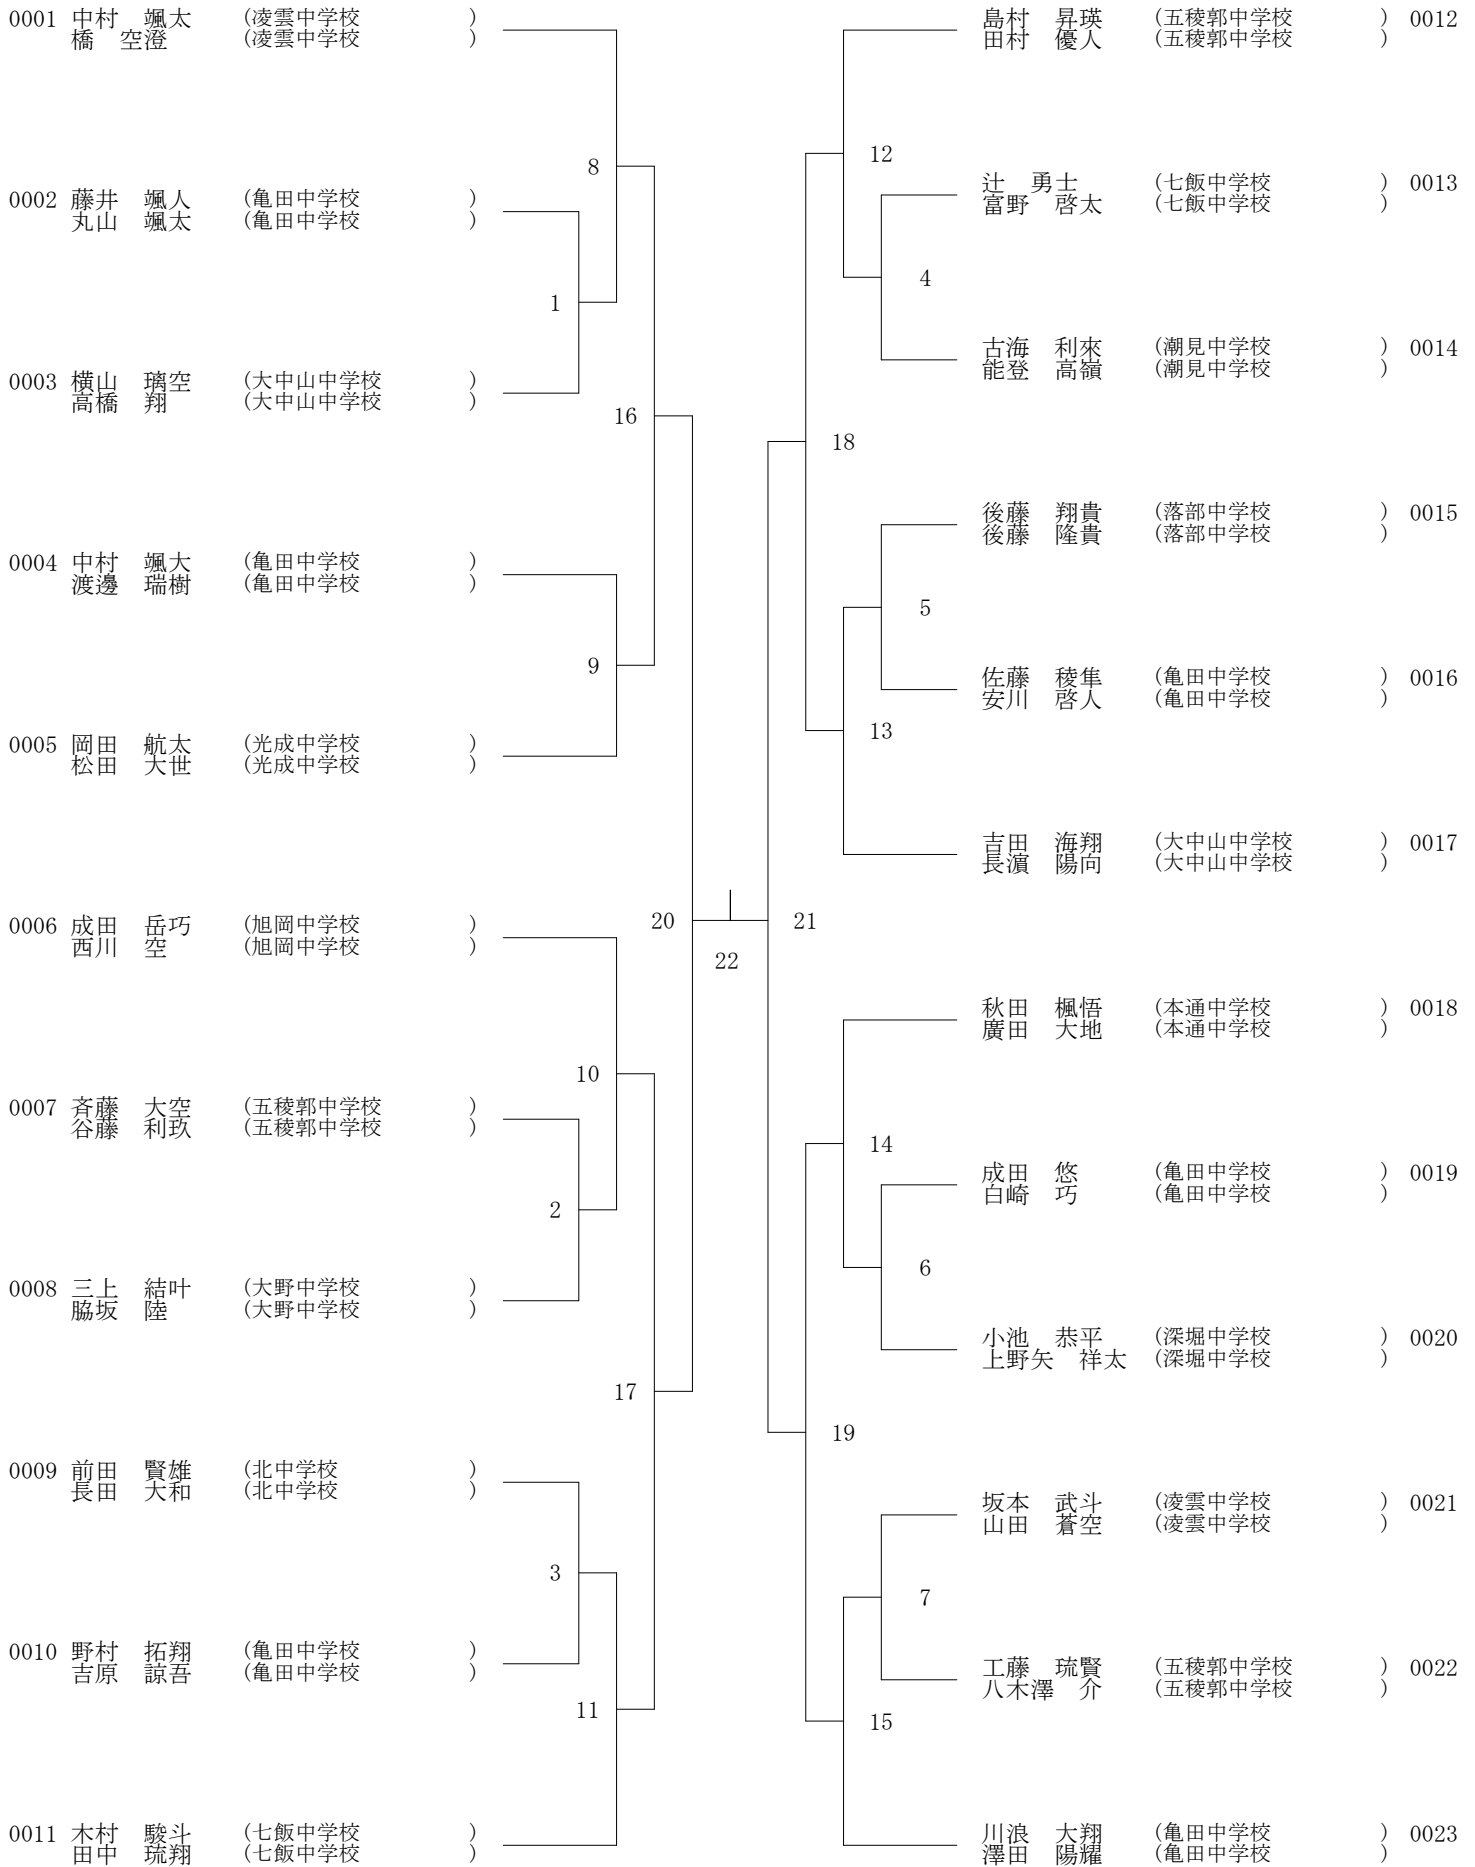 0001 中村　颯太 (凌雲中学校 )
橋　空澄 (凌雲中学校 )
8
0002 藤井　颯人 (亀田中学校 )
丸山　颯太 (亀田中学校 )
1
0003 横山　璃空 (大中山中学校 )
高橋　翔 (大中山中学校 )
16
0004 中村　颯大 (亀田中学校 )
渡邊　瑞樹 (亀田中学校 )
9
0005 岡田　航太 (光成中学校 )
松田　大世 (光成中学校 )
20
0006 成田　岳巧 (旭岡中学校 )
西川　空 (旭岡中学校 )
10
0007 斉藤　大空 (五稜郭中学校 )
谷藤　利玖 (五稜郭中学校 )
2
0008 三上　結叶 (大野中学校 )
脇坂　陸 (大野中学校 )
17
0009 前田　賢雄 (北中学校 )
長田　大和 (北中学校 )
3
0010 野村　拓翔 (亀田中学校 )
吉原　諒吾 (亀田中学校 )
11
0011 木村　駿斗 (七飯中学校 )
田中　琉翔 (七飯中学校 )
22
島村　昇瑛 (五稜郭中学校 ) 0012
田村　優人 (五稜郭中学校 )
12
辻　勇士 (七飯中学校 ) 0013
富野　啓太 (七飯中学校 )
4
古海　利來 (潮見中学校 ) 0014
能登　高嶺 (潮見中学校 )
18
後藤　翔貴 (落部中学校 ) 0015
後藤　隆貴 (落部中学校 )
5
佐藤　稜隼 (亀田中学校 ) 0016
安川　啓人 (亀田中学校 )
13
吉田　海翔 (大中山中学校 ) 0017
長濵　陽向 (大中山中学校 )
21
秋田　楓悟 (本通中学校 ) 0018
廣田　大地 (本通中学校 )
14
成田　悠 (亀田中学校 ) 0019
白崎　巧 (亀田中学校 )
6
小池　恭平 (深堀中学校 ) 0020
上野矢　祥太 (深堀中学校 )
19
坂本　武斗 (凌雲中学校 ) 0021
山田　蒼空 (凌雲中学校 )
7
工藤　琉賢 (五稜郭中学校 ) 0022
八木澤　介 (五稜郭中学校 )
15
川浪　大翔 (亀田中学校 ) 0023
澤田　陽耀 (亀田中学校 )